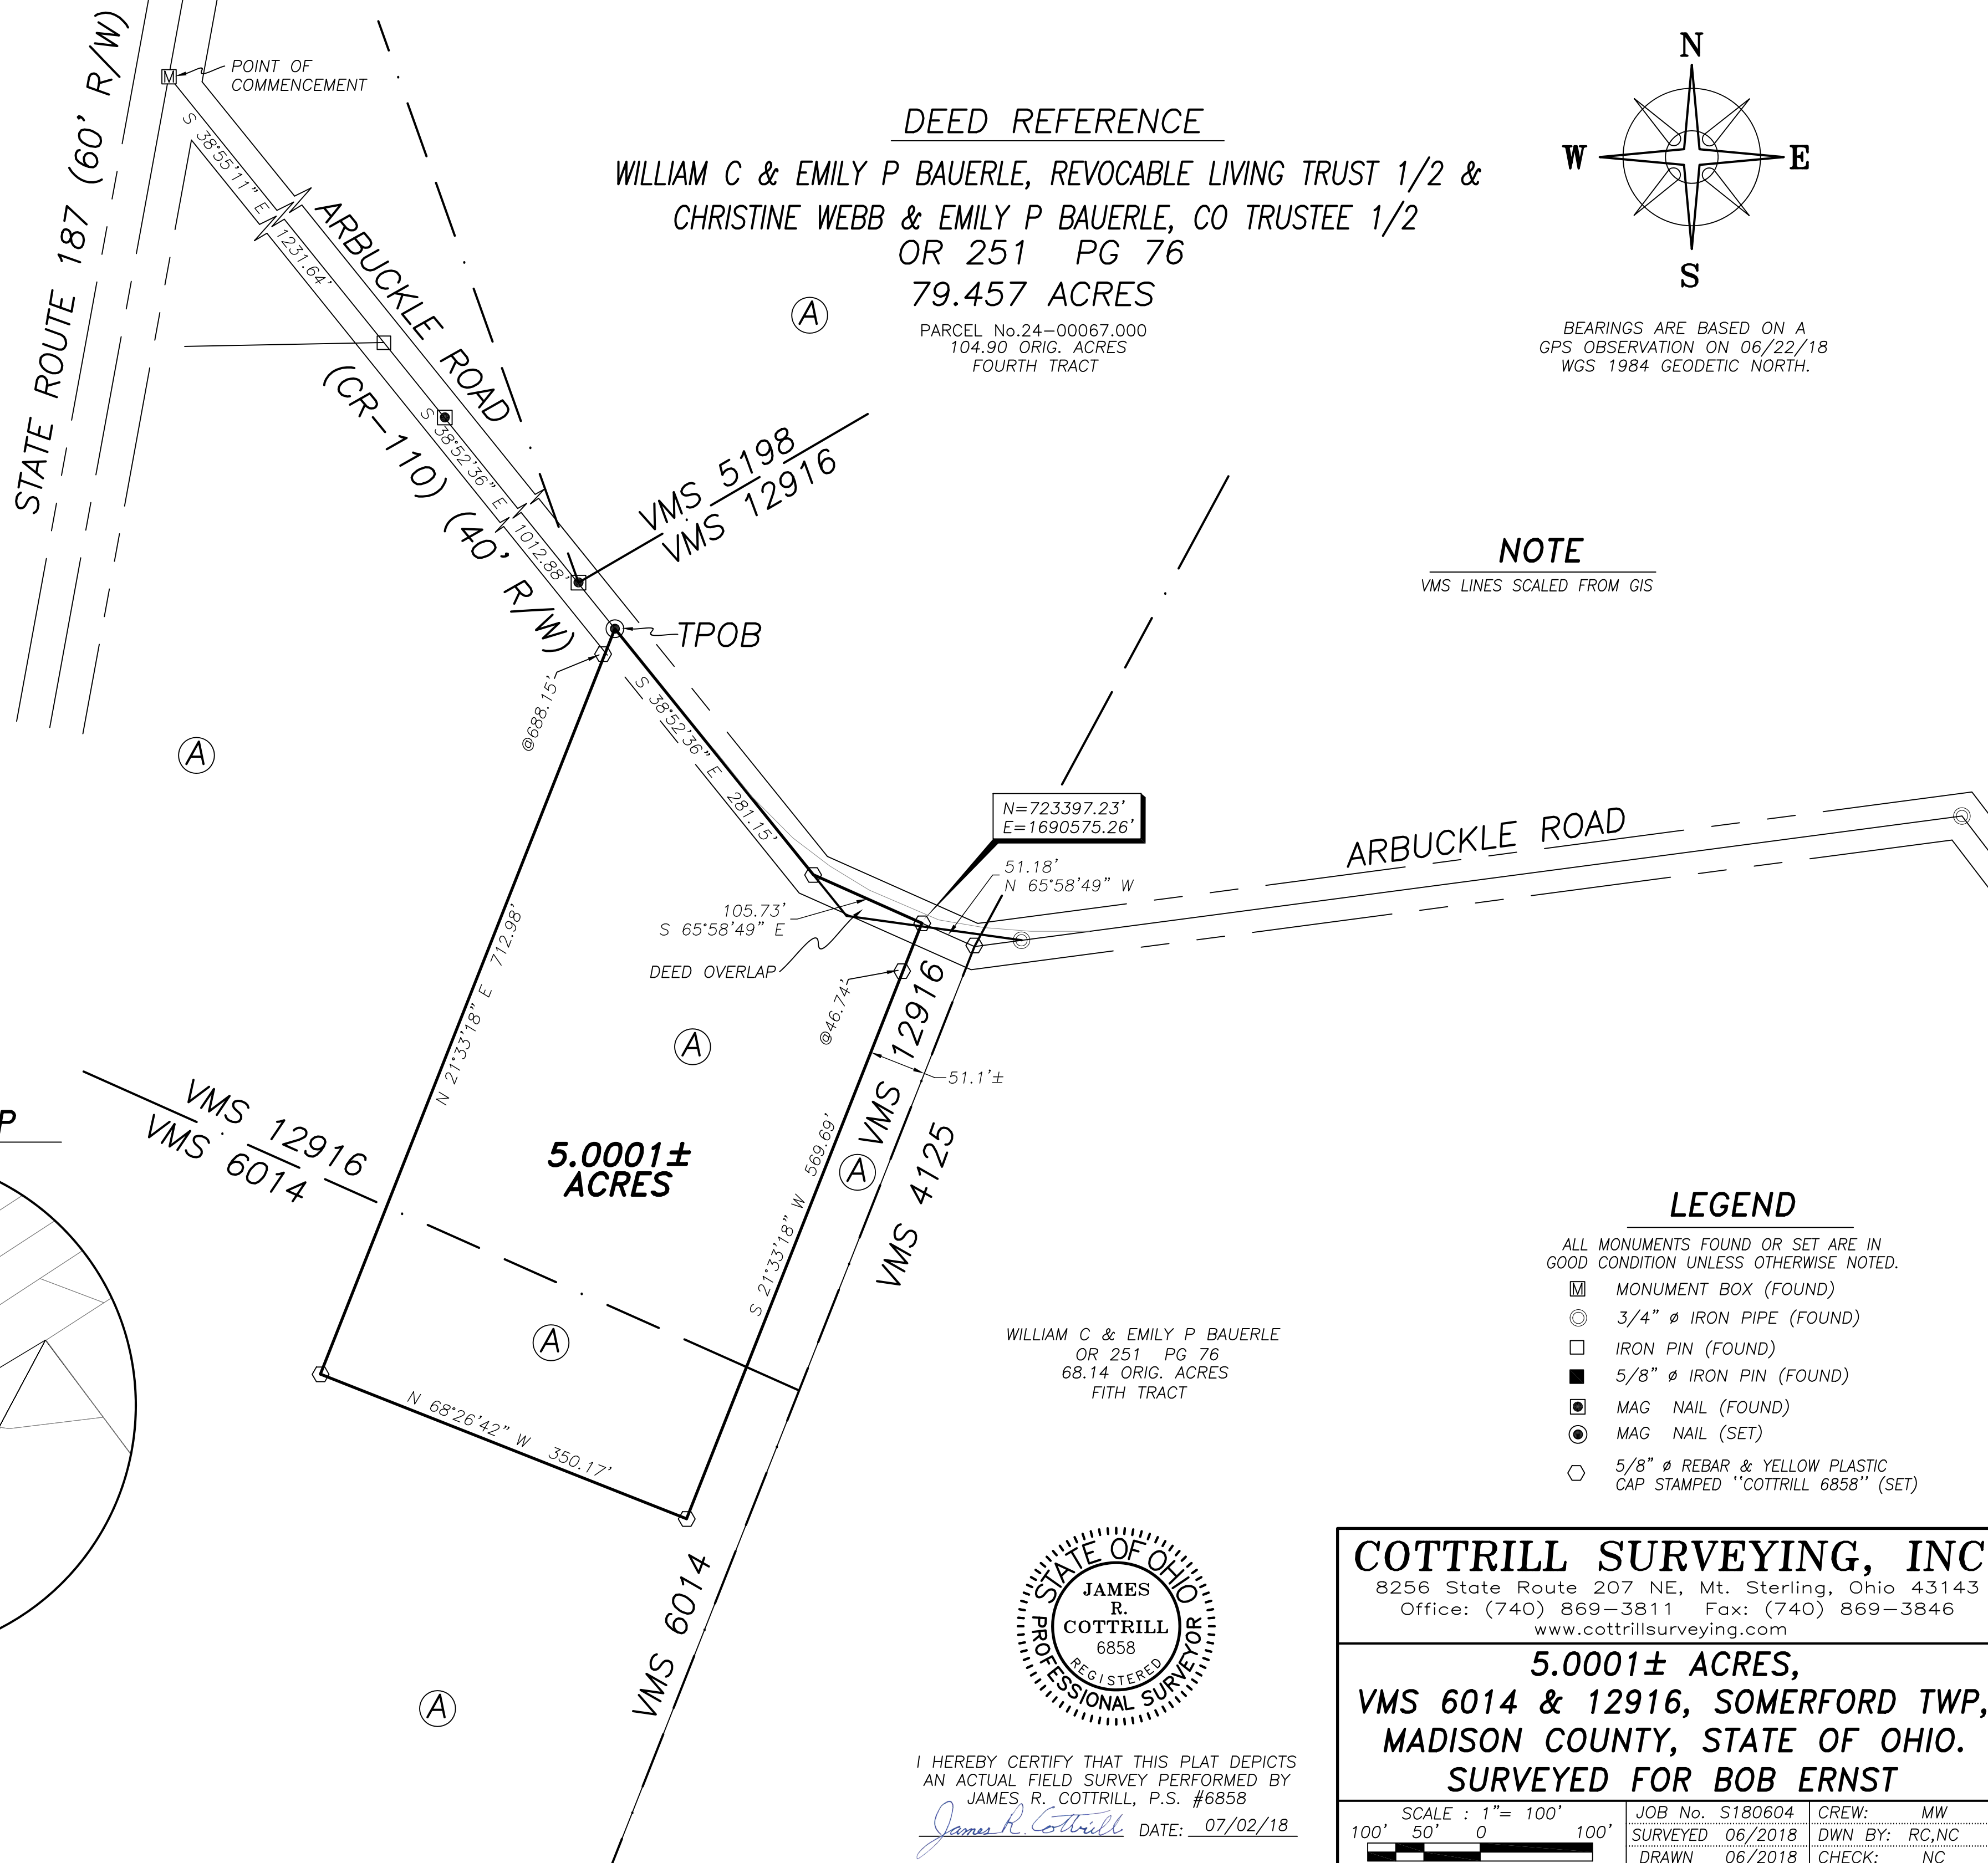 STATE ROUTE 187 (60' R/W)
M
POINT OF
COMMENCEMENT
S 38°55'11" E
1231.64'
ARBUCKLE ROAD
(CR-110) (40' R/W)
S 38°52'36" E
1012.88'
DEED REFERENCE
WILLIAM C & EMILY P BAUERLE, REVOCABLE LIVING TRUST 1/2 &
CHRISTINE WEBB & EMILY P BAUERLE, CO TRUSTEE 1/2
OR 251 PG 76
79.457 ACRES
PARCEL No.24-00067.000
104.90 ORIG. ACRES
FOURTH TRACT
A
N
W
E
S
BEARINGS ARE BASED ON A
GPS OBSERVATION ON 06/22/18
WGS 1984 GEODETIC NORTH.
VMS 5198
VMS 12916
NOTE
VMS LINES SCALED FROM GIS
TPOB
@688.15'
A
S 38°52'36" E 281.15'
N=723397.23'
E=1690575.26'
51.18'
N 65°58'49" W
ARBUCKLE ROAD
105.73'
S 65°58'49" E
DEED OVERLAP
@46.74'
N 21°33'18" E 712.98'
A
VMS 12916
51.1'±
VMS 12916
VMS 6014
P
5.0001±
ACRES
S 21°33'18" W 569.69'
A
VMS 4125
A
N 68°26'42" W 350.17'
WILLIAM C & EMILY P BAUERLE
OR 251 PG 76
68.14 ORIG. ACRES
FITH TRACT
LEGEND
ALL MONUMENTS FOUND OR SET ARE IN
GOOD CONDITION UNLESS OTHERWISE NOTED.
M MONUMENT BOX (FOUND)
3/4" ø IRON PIPE (FOUND)
IRON PIN (FOUND)
5/8" ø IRON PIN (FOUND)
MAG NAIL (FOUND)
MAG NAIL (SET)
5/8" ø REBAR & YELLOW PLASTIC
CAP STAMPED "COTTRILL 6858" (SET)
VMS 6014
A
STATE OF OHIO
JAMES
R.
COTTRILL
6858
REGISTERED
PROFESSIONAL SURVEYOR
I HEREBY CERTIFY THAT THIS PLAT DEPICTS
AN ACTUAL FIELD SURVEY PERFORMED BY
JAMES R. COTTRILL, P.S. #6858
James R. Cottrill DATE: 07/02/18
COTTRILL SURVEYING, INC
8256 State Route 207 NE, Mt. Sterling, Ohio 43143
Office: (740) 869-3811 Fax: (740) 869-3846
www.cottrillsurveying.com
5.0001± ACRES,
VMS 6014 & 12916, SOMERFORD TWP,
MADISON COUNTY, STATE OF OHIO.
SURVEYED FOR BOB ERNST
SCALE : 1"= 100'
100' 50' 0 100'
JOB No. S180604
SURVEYED 06/2018
DRAWN 06/2018
CREW: MW
DWN BY: RC,NC
CHECK: NC